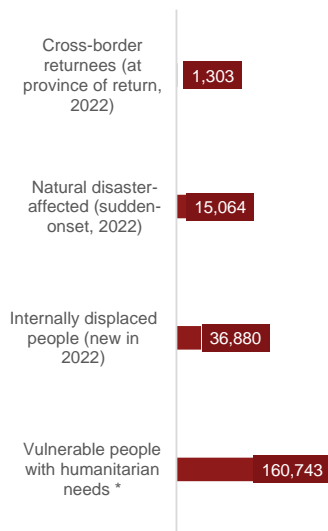 Cross-border
returnees (at
province of return,
2022)
1,303
Natural disaster-
affected (sudden-
onset, 2022)
15,064
Internally displaced
people (new in
2022)
36,880
Vulnerable people
with humanitarian
needs *
160,743